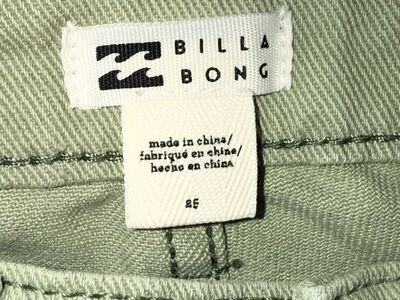 BILLA
BONG
made in china/
fabriqué en chine/
hecho en china
25